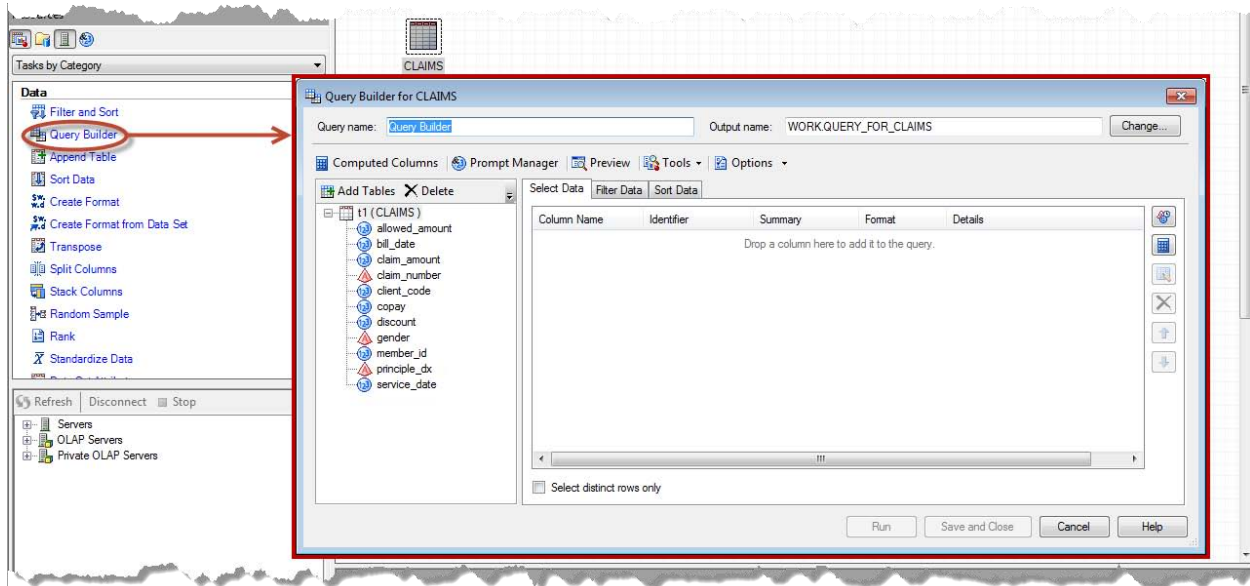 Tasks by Category
Data
Filter and Sort
Query Builder
Append Table
Sort Data
Create Format
Create Format from Data Set
Transpose
Split Columns
Stack Columns
Random Sample
Rank
Standardize Data
Refresh Disconnect Stop
Servers
OLAP Servers
Private OLAP Servers
CLAIMS
Query Builder for CLAIMS
Query name: Query Builder Output name: WORK.QUERY_FOR_CLAIMS Change...
Computed Columns Prompt Manager Preview Tools Options
Add Tables Delete
t1 (CLAIMS)
allowed_amount
bill_date
claim_amount
claim_number
client_code
copay
discount
gender
member_id
principle_dx
service_date
Select Data Filter Data Sort Data
Column Name Identifier Summary Format Details
Drop a column here to add it to the query.
Select distinct rows only
Run Save and Close Cancel Help